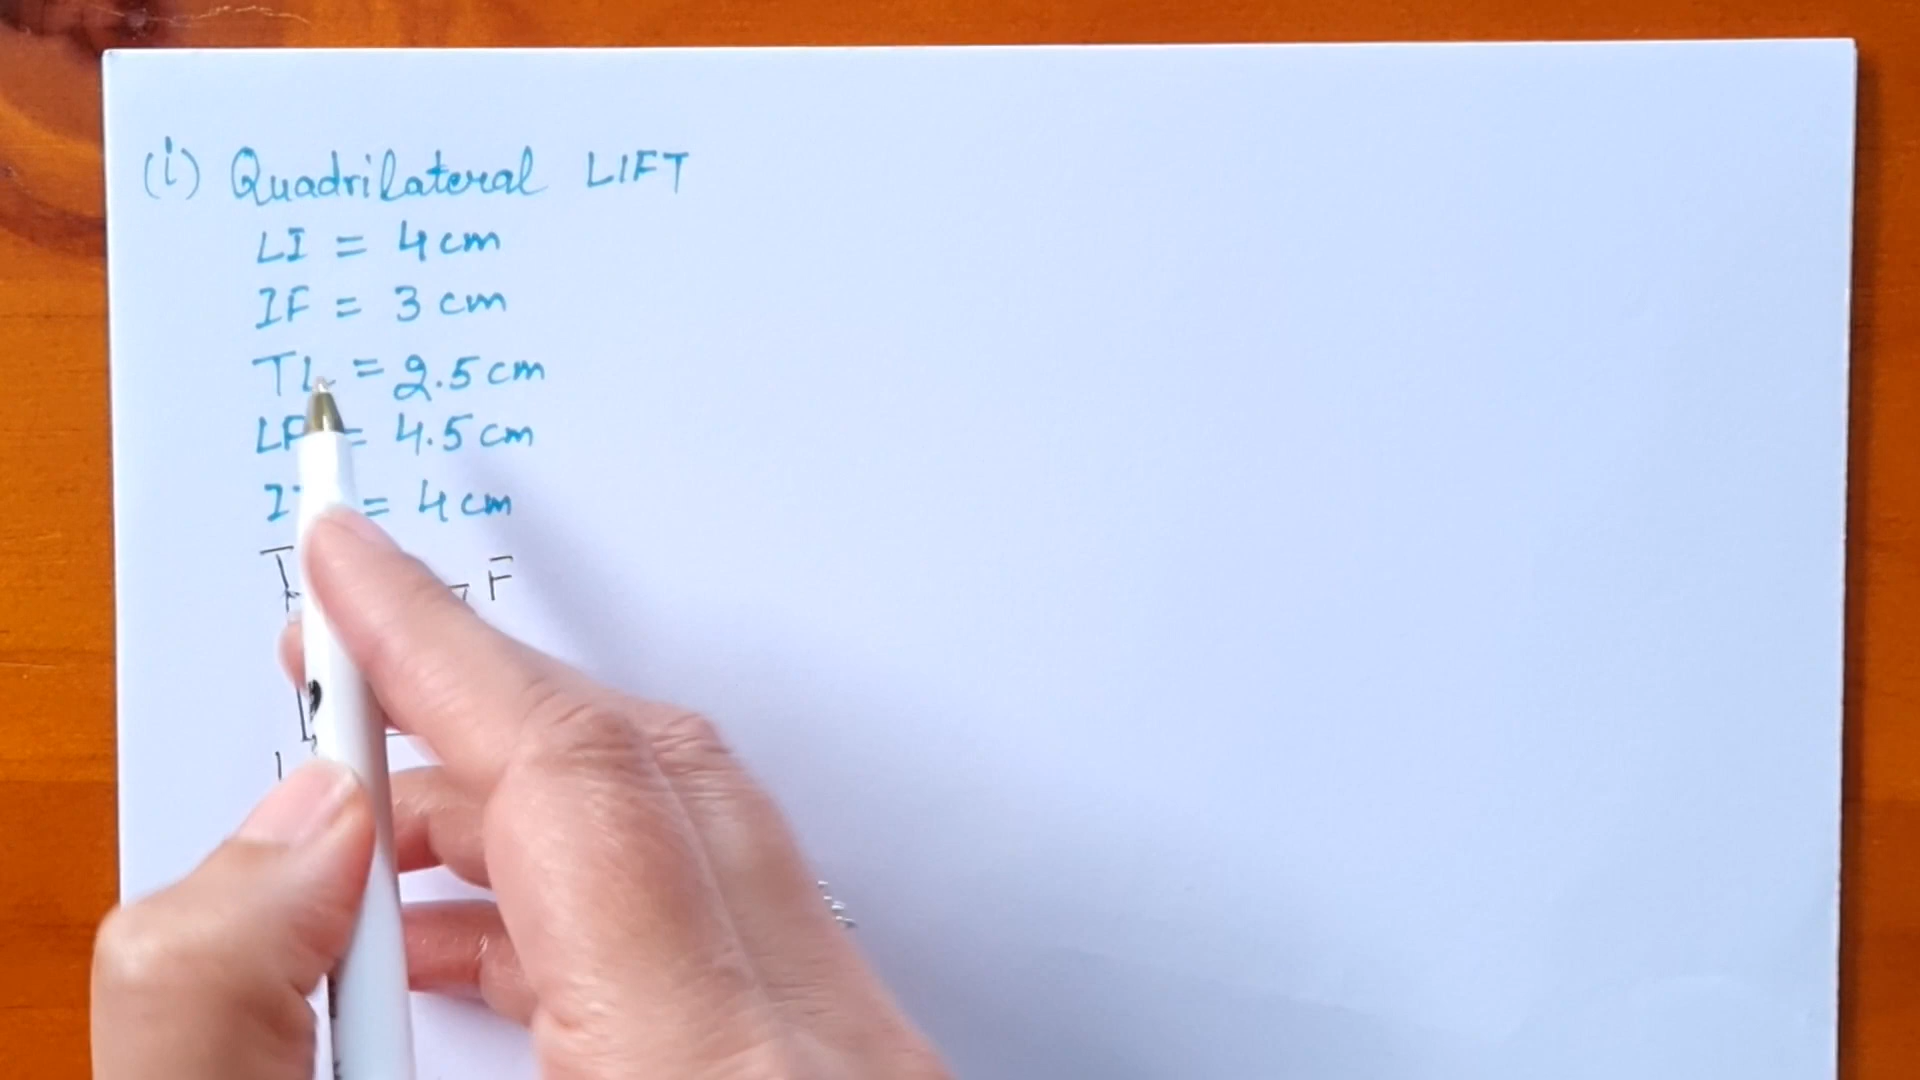 (i) Quadrilateral LIFT
LI = 4 cm
IF = 3 cm
TL = 2.5 cm
= 4.5 cm
= 4 cm
T
F